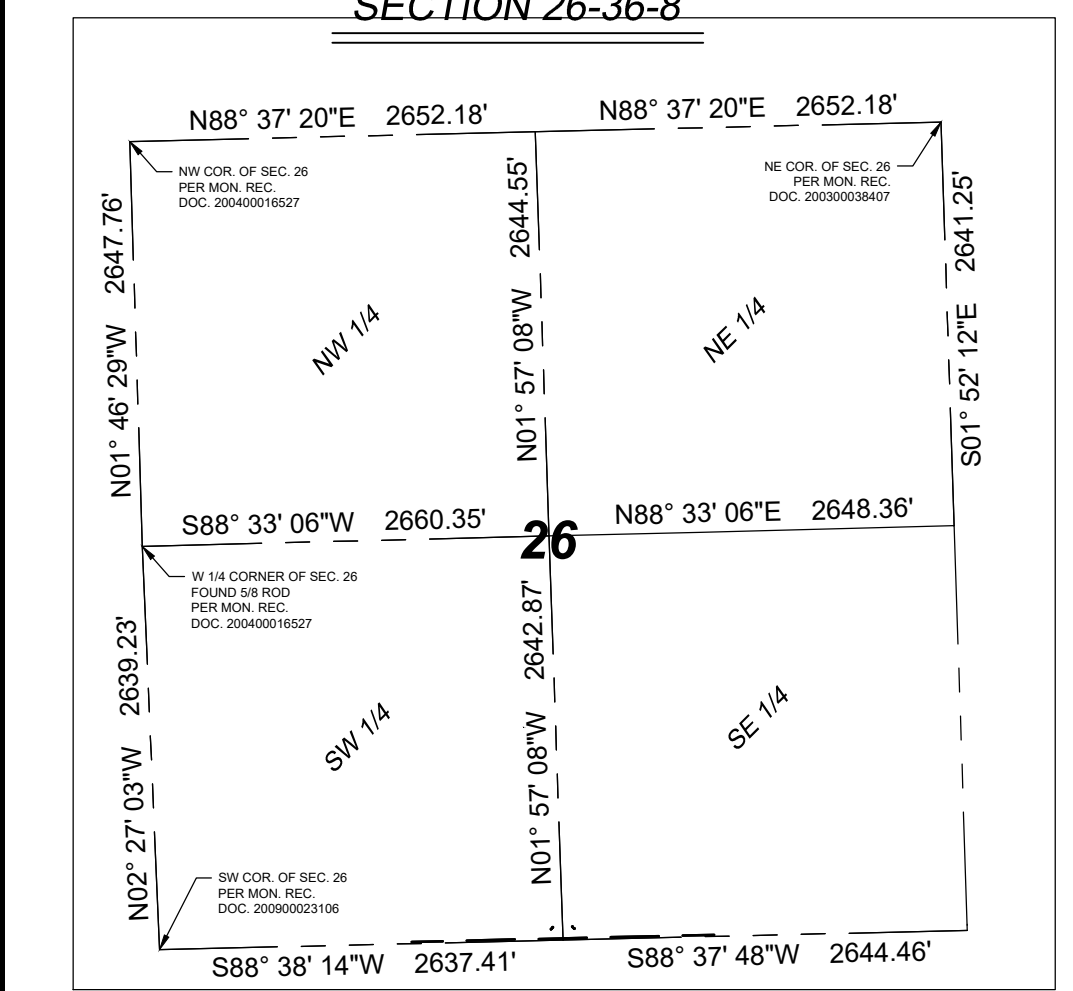 SECTION 26-36-8
N88° 37' 20"E 2652.18'
N88° 37' 20"E 2652.18'
NW COR. OF SEC. 26
PER MON. REC.
DOC. 200400016527
NE COR. OF SEC. 26
PER MON. REC.
DOC. 200300038407
N01° 46' 29"W 2647.76'
NW 1/4
N01° 57' 08"W 2644.55'
NE 1/4
S01° 52' 12"E 2641.25'
S88° 33' 06"W 2660.35'
26
N88° 33' 06"E 2648.36'
W 1/4 CORNER OF SEC. 26
FOUND 5/8 ROD
PER MON. REC.
DOC. 200400016527
N02° 27' 03"W 2639.23'
SW 1/4
N01° 57' 08"W 2642.87'
SE 1/4
SW COR. OF SEC. 26
PER MON. REC.
DOC. 200900023106
S88° 38' 14"W 2637.41'
S88° 37' 48"W 2644.46'